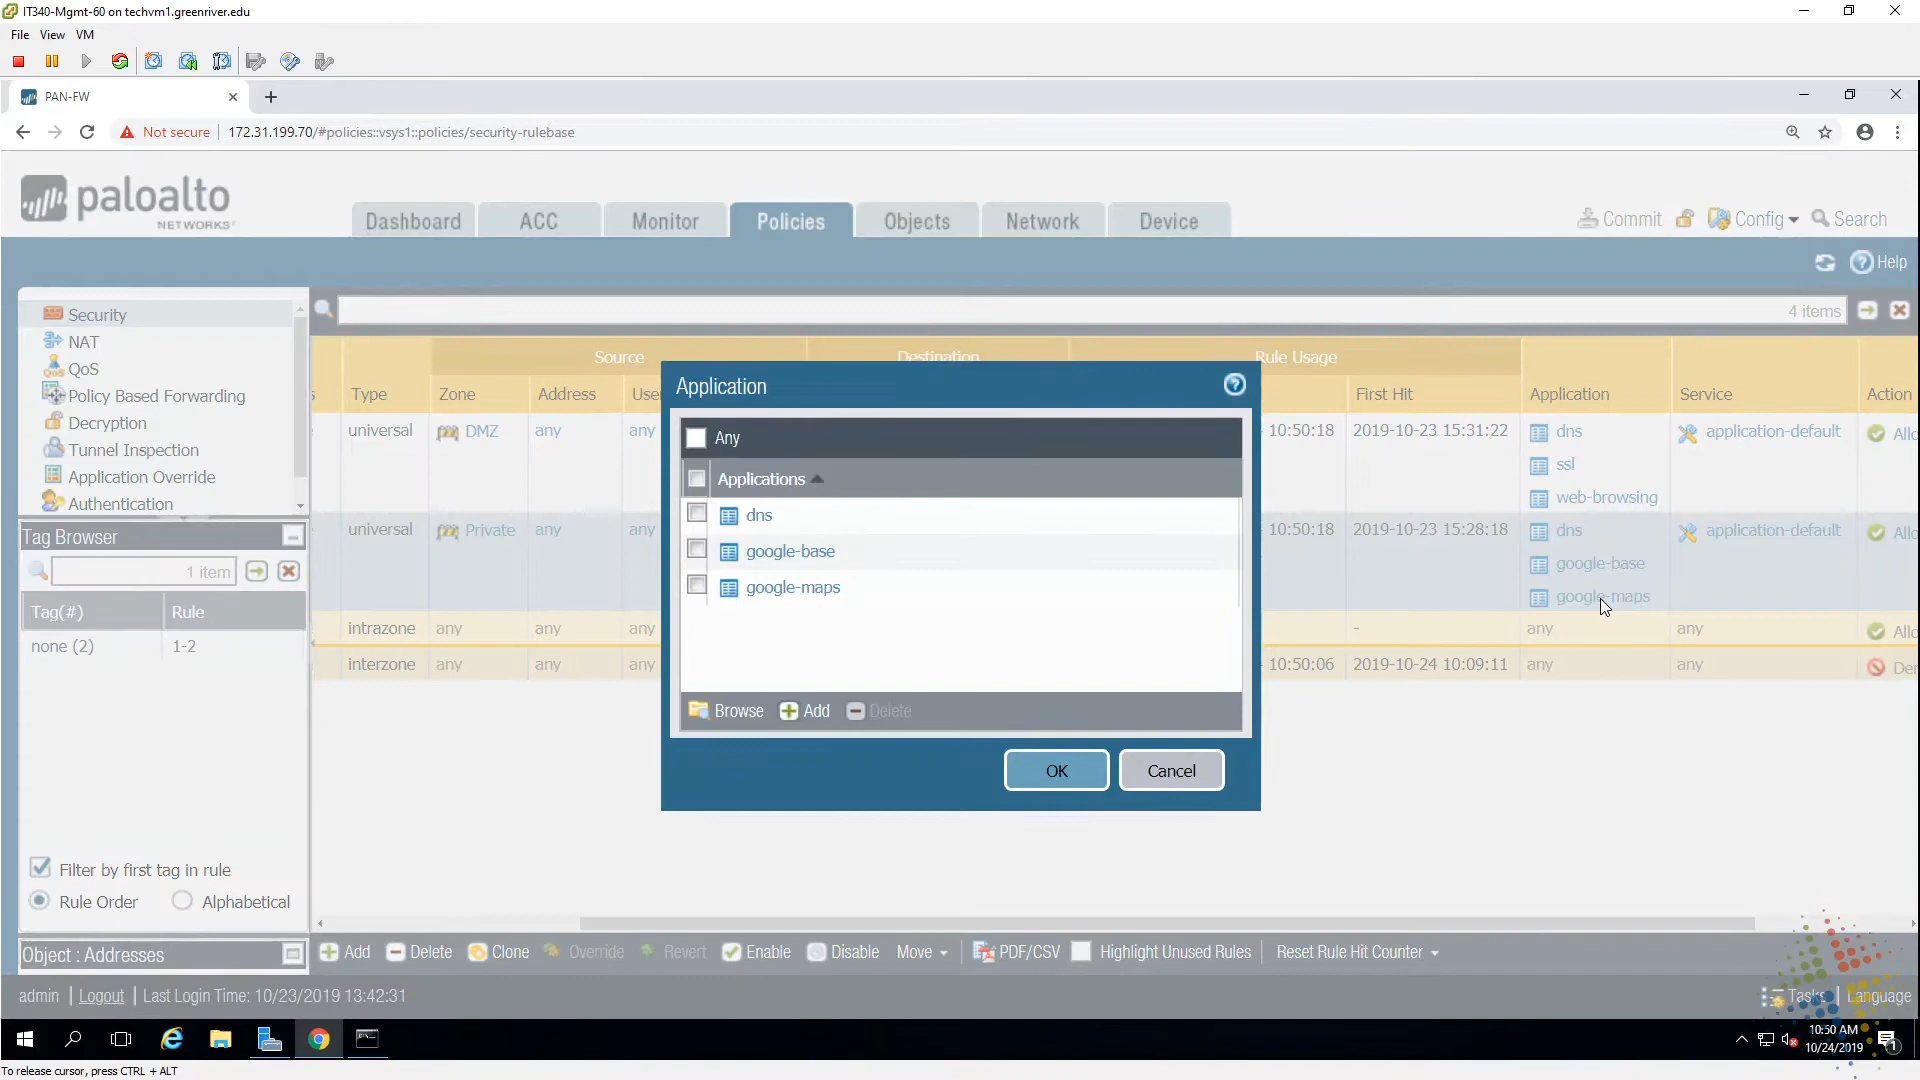 IT340-Mgmt-60 on techvm1.greenriver.edu
File View VM
PAN-FW
Not secure 172.31.199.70/#policies::vsys1::policies/security-rulebase
paloalto
NETWORKS
Dashboard ACC Monitor Policies Objects Network Device
Commit Config Search
Help
Security
NAT
QoS
Policy Based Forwarding
Decryption
Tunnel Inspection
Application Override
Authentication
4 items
Source Destination Rule Usage
Type Zone Address User First Hit Application Service Action
universal DMZ any any 10:50:18 2019-10-23 15:31:22 dns application-default Allo
ssl
web-browsing
universal Private any any 10:50:18 2019-10-23 15:28:18 dns application-default Allo
google-base
google-maps
intrazone any any any - any any Allo
interzone any any any 10:50:06 2019-10-24 10:09:11 any any Den
Application
Any
Applications
dns
google-base
google-maps
Browse Add Delete
OK Cancel
Tag Browser
1 item
Tag(#) Rule
none (2) 1-2
Filter by first tag in rule
Rule Order Alphabetical
Object : Addresses
Add Delete Clone Override Revert Enable Disable Move PDF/CSV Highlight Unused Rules Reset Rule Hit Counter
admin | Logout | Last Login Time: 10/23/2019 13:42:31
Tasks | Language
10:50 AM
10/24/2019
1
To release cursor, press CTRL + ALT